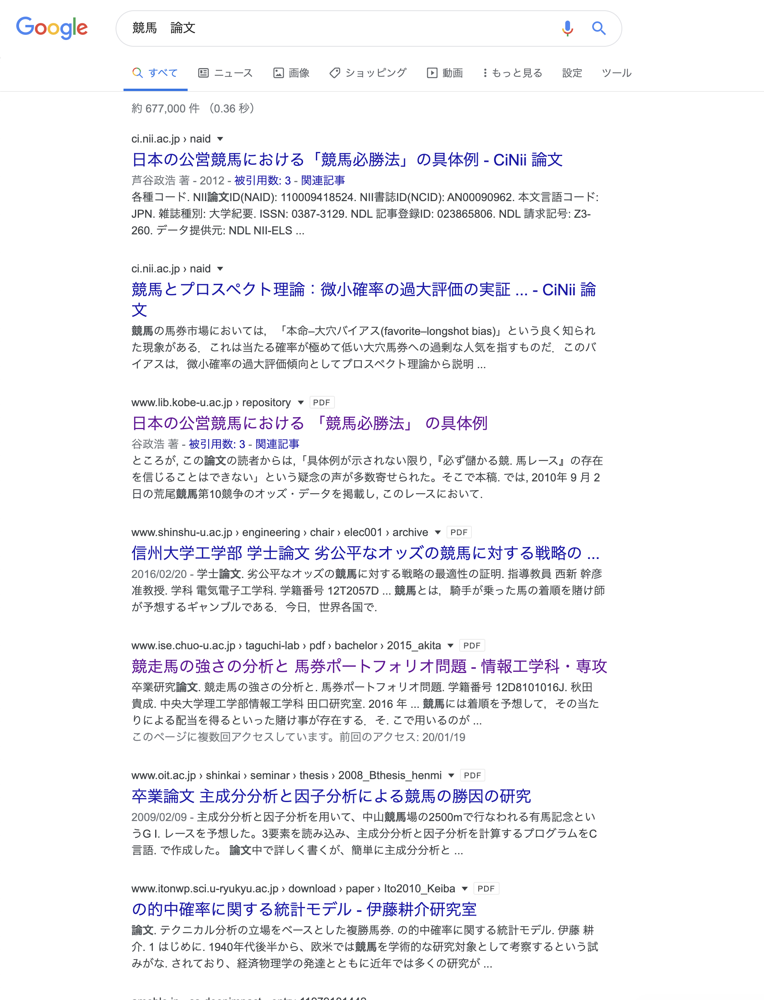 Google
競馬　論文
すべて ニュース 画像 ショッピング 動画 もっと見る 設定 ツール
約 677,000 件 （0.36 秒）
ci.nii.ac.jp › naid
日本の公営競馬における「競馬必勝法」の具体例 - CiNii 論文
芦谷政浩 著 - 2012 - 被引用数: 3 - 関連記事
各種コード. NII論文ID(NAID): 110009418524. NII書誌ID(NCID): AN00090962. 本文言語コード:
JPN. 雑誌種別: 大学紀要. ISSN: 0387-3129. NDL 記事登録ID: 023865806. NDL 請求記号: Z3-
260. データ提供元: NDL NII-ELS ...
ci.nii.ac.jp › naid
競馬とプロスペクト理論：微小確率の過大評価の実証 ... - CiNii 論
文
競馬の馬券市場においては，「本命–大穴バイアス(favorite–longshot bias)」という良く知られ
た現象がある．これは当たる確率が極めて低い大穴馬券への過剰な人気を指すものだ．このバ
イアスは，微小確率の過大評価傾向としてプロスペクト理論から説明 ...
www.lib.kobe-u.ac.jp › repository PDF
日本の公営競馬における 「競馬必勝法」 の具体例
谷政浩 著 - 被引用数: 3 - 関連記事
ところが, この論文の読者からは,「具体例が示されない限り,『必ず儲かる競. 馬レース』の存在
を信じることはできない」という疑念の声が多数寄せられた。そこで本稿. では, 2010年 9 月 2
日の荒尾競馬第10競争のオッズ・データを掲載し, このレースにおいて.
www.shinshu-u.ac.jp › engineering › chair › elec001 › archive PDF
信州大学工学部 学士論文 劣公平なオッズの競馬に対する戦略の ...
2016/02/20 - 学士論文. 劣公平なオッズの競馬に対する戦略の最適性の証明. 指導教員 西新 幹彦
准教授. 学科 電気電子工学科. 学籍番号 12T2057D ... 競馬とは，騎手が乗った馬の着順を賭け師
が予想するギャンブルである．今日，世界各国で.
www.ise.chuo-u.ac.jp › taguchi-lab › pdf › bachelor › 2015_akita PDF
競走馬の強さの分析と 馬券ポートフォリオ問題 - 情報工学科・専攻
卒業研究論文. 競走馬の強さの分析と. 馬券ポートフォリオ問題. 学籍番号 12D8101016J. 秋田
貴成. 中央大学理工学部情報工学科 田口研究室. 2016 年 ... 競馬には着順を予想して，その当た
りによる配当を得るといった賭け事が存在する．そ. こで用いるのが ...
このページに複数回アクセスしています。前回のアクセス: 20/01/19
www.oit.ac.jp › shinkai › seminar › thesis › 2008_Bthesis_henmi PDF
卒業論文 主成分分析と因子分析による競馬の勝因の研究
2009/02/09 - 主成分分析と因子分析を用いて、中山競馬場の2500mで行なわれる有馬記念とい
うG I. レースを予想した。3要素を読み込み、主成分分析と因子分析を計算するプログラムをC
言語. で作成した。 論文中で詳しく書くが、簡単に主成分分析と ...
www.itonwp.sci.u-ryukyu.ac.jp › download › paper › Ito2010_Keiba PDF
の的中確率に関する統計モデル - 伊藤耕介研究室
論文. テクニカル分析の立場をベースとした複勝馬券. の的中確率に関する統計モデル. 伊藤 耕
介. 1 はじめに. 1940年代後半から、欧米では競馬を学術的な研究対象として考察するという試
みがな. されており、経済物理学の発達とともに近年では多くの研究が ...